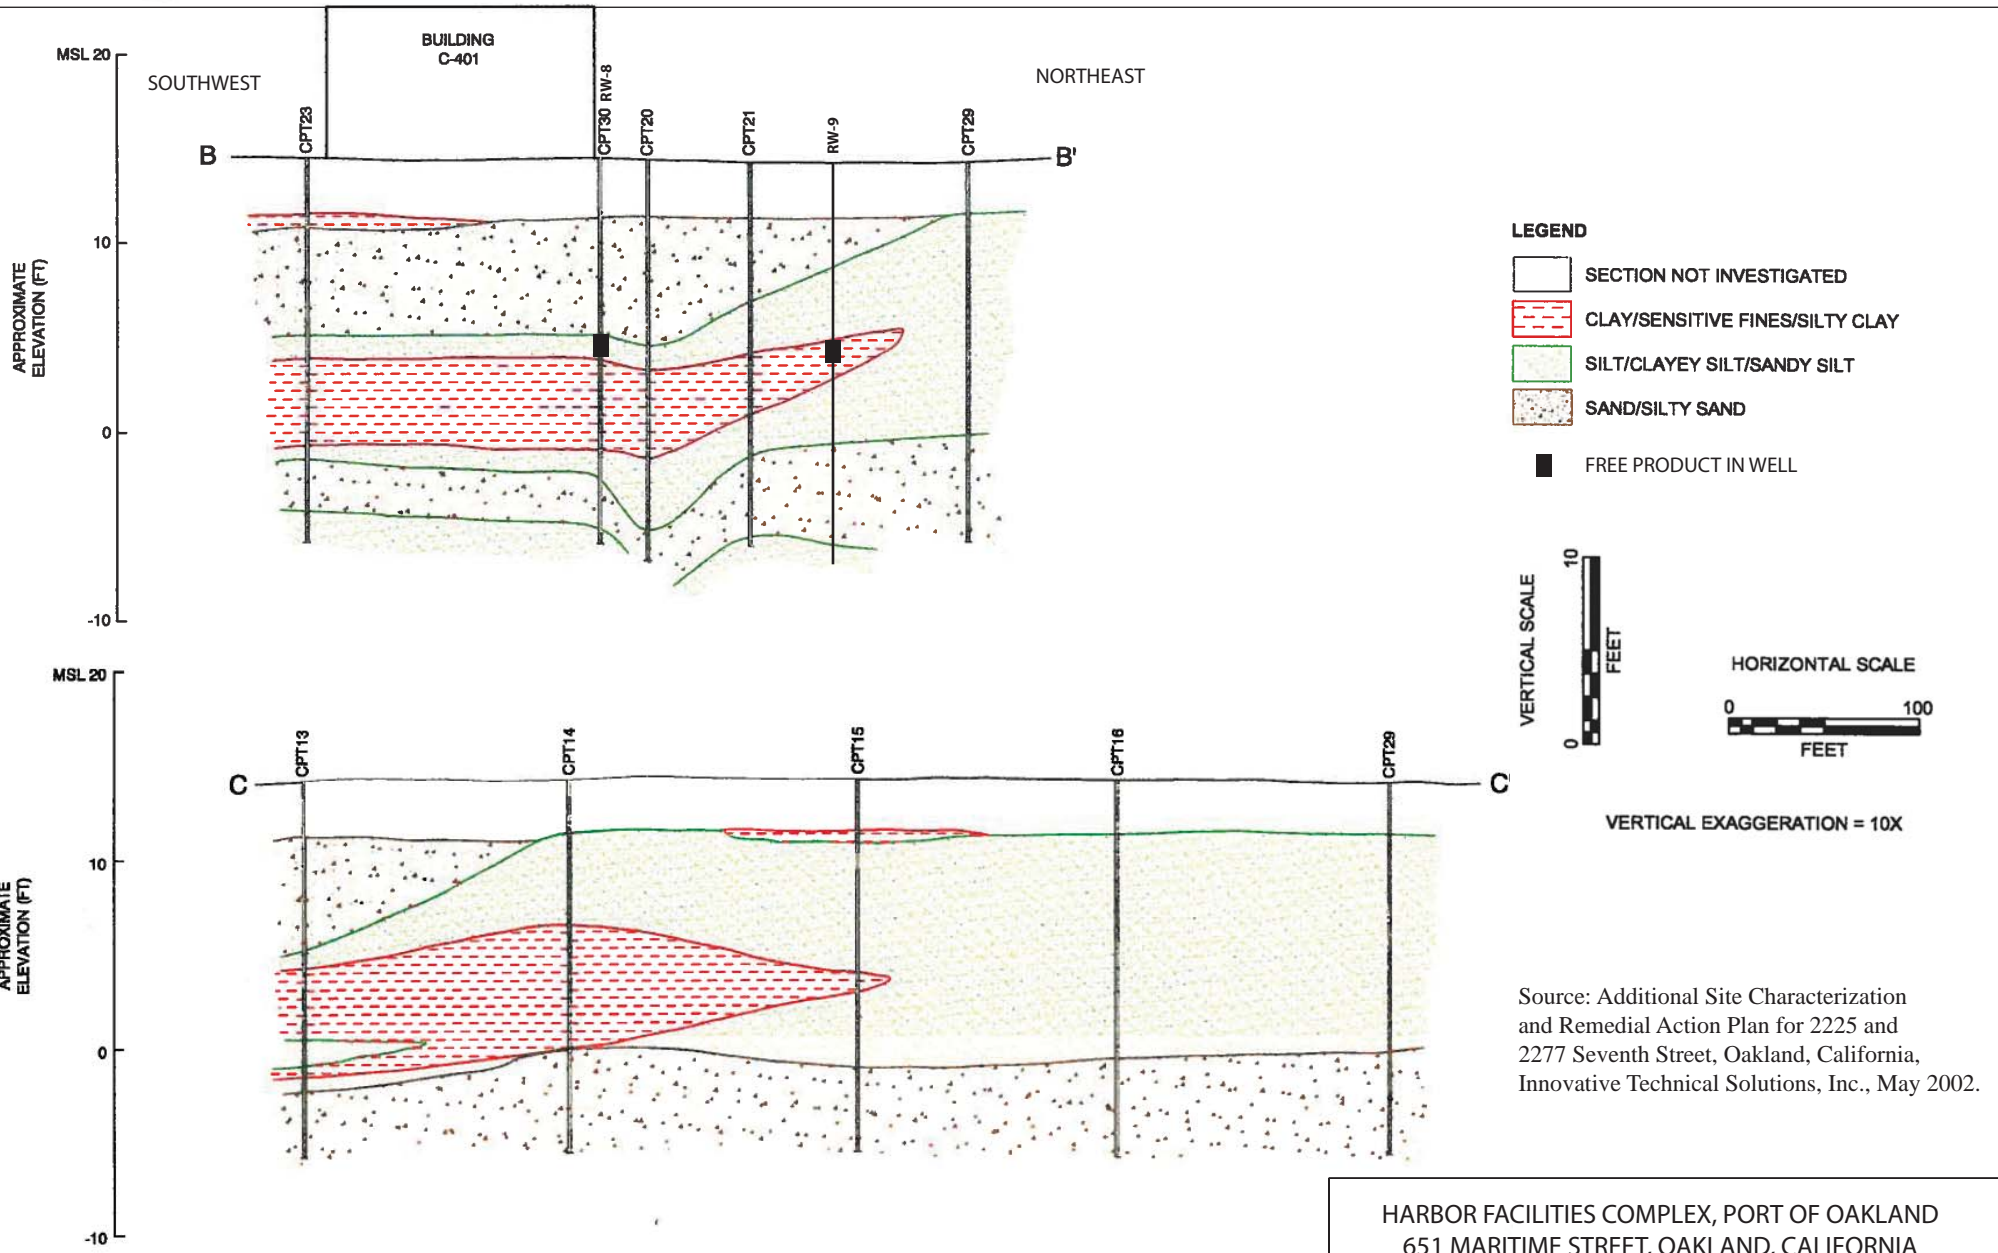 MSL 20
SOUTHWEST
BUILDING
C-401
NORTHEAST
CPT23
CPT30
RW-8
CPT20
CPT21
RW-9
CPT29
B
B'
10
0
-10
APPROXIMATE
ELEVATION (FT)
LEGEND
SECTION NOT INVESTIGATED
CLAY/SENSITIVE FINES/SILTY CLAY
SILT/CLAYEY SILT/SANDY SILT
SAND/SILTY SAND
FREE PRODUCT IN WELL
VERTICAL SCALE
0
10
FEET
HORIZONTAL SCALE
0
100
FEET
VERTICAL EXAGGERATION = 10X
MSL 20
CPT13
CPT14
CPT15
CPT16
CPT29
C
C'
10
0
-10
APPROXIMATE
ELEVATION (FT)
Source: Additional Site Characterization
and Remedial Action Plan for 2225 and
2277 Seventh Street, Oakland, California,
Innovative Technical Solutions, Inc., May 2002.
HARBOR FACILITIES COMPLEX, PORT OF OAKLAND
651 MARITIME STREET, OAKLAND, CALIFORNIA